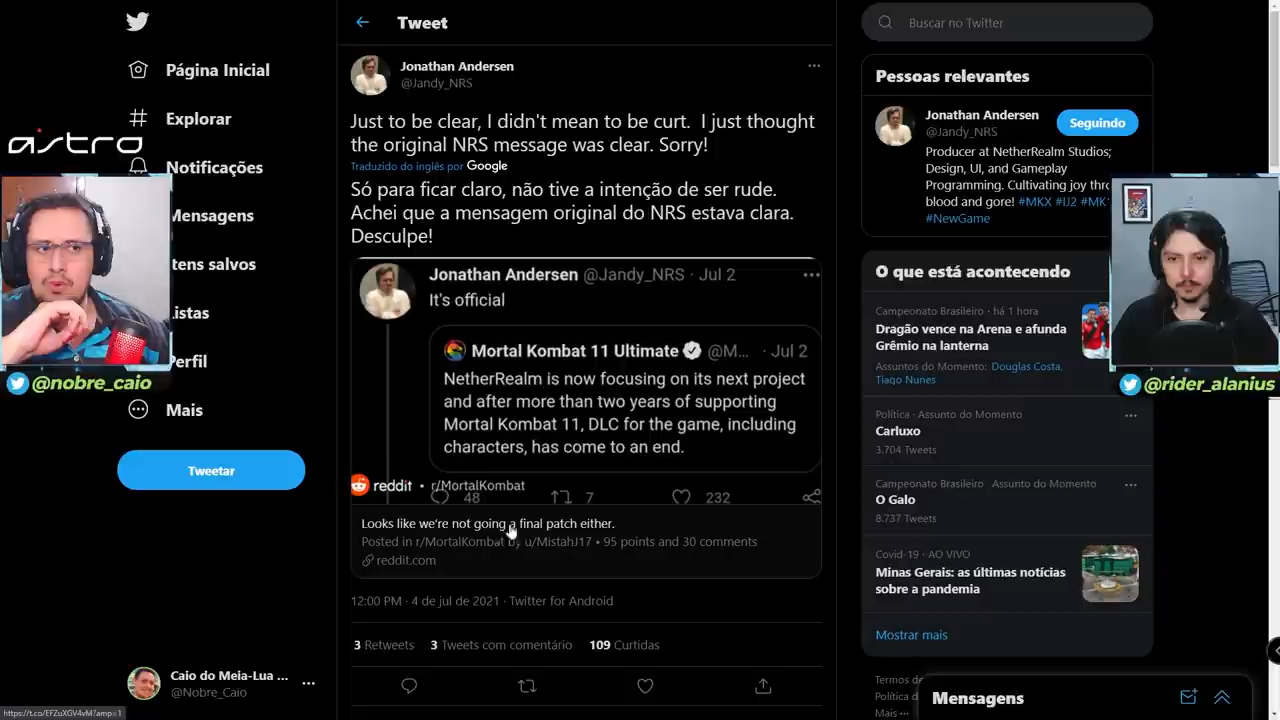 Página Inicial
Explorar
astro
Notificações
Mensagens
Itens salvos
Listas
Perfil
@nobre_caio
Mais
Tweetar
Caio do Meia-Lua ...
@Nobre_Caio
https://t.co/EFZuXGV4vM?amp=1
Tweet
Jonathan Andersen
@Jandy_NRS
Just to be clear, I didn't mean to be curt.  I just thought
the original NRS message was clear. Sorry!
Traduzido do inglês por Google
Só para ficar claro, não tive a intenção de ser rude.
Achei que a mensagem original do NRS estava clara.
Desculpe!
Jonathan Andersen @Jandy_NRS · Jul 2
It's official
Mortal Kombat 11 Ultimate @M... · Jul 2
NetherRealm is now focusing on its next project
and after more than two years of supporting
Mortal Kombat 11, DLC for the game, including
characters, has come to an end.
reddit • r/MortalKombat
48 7 232
Looks like we're not going a final patch either.
Posted in r/MortalKombat by u/MistahJ17 • 95 points and 30 comments
reddit.com
12:00 PM · 4 de jul de 2021 · Twitter for Android
3 Retweets 3 Tweets com comentário 109 Curtidas
Buscar no Twitter
Pessoas relevantes
Jonathan Andersen
@Jandy_NRS
Seguindo
Producer at NetherRealm Studios;
Design, UI, and Gameplay
Programming. Cultivating joy thr
blood and gore! #MKX #IJ2 #MK
#NewGame
O que está acontecendo
Campeonato Brasileiro · há 1 hora
Dragão vence na Arena e afunda
Grêmio na lanterna
Assuntos do Momento: Douglas Costa,
Tiago Nunes
@rider_alanius
Política · Assunto do Momento
Carluxo
3.704 Tweets
Campeonato Brasileiro · Assunto do Momento
O Galo
8.737 Tweets
Covid-19 · AO VIVO
Minas Gerais: as últimas notícias
sobre a pandemia
Mostrar mais
Termos de
Política d
Mais
Mensagens